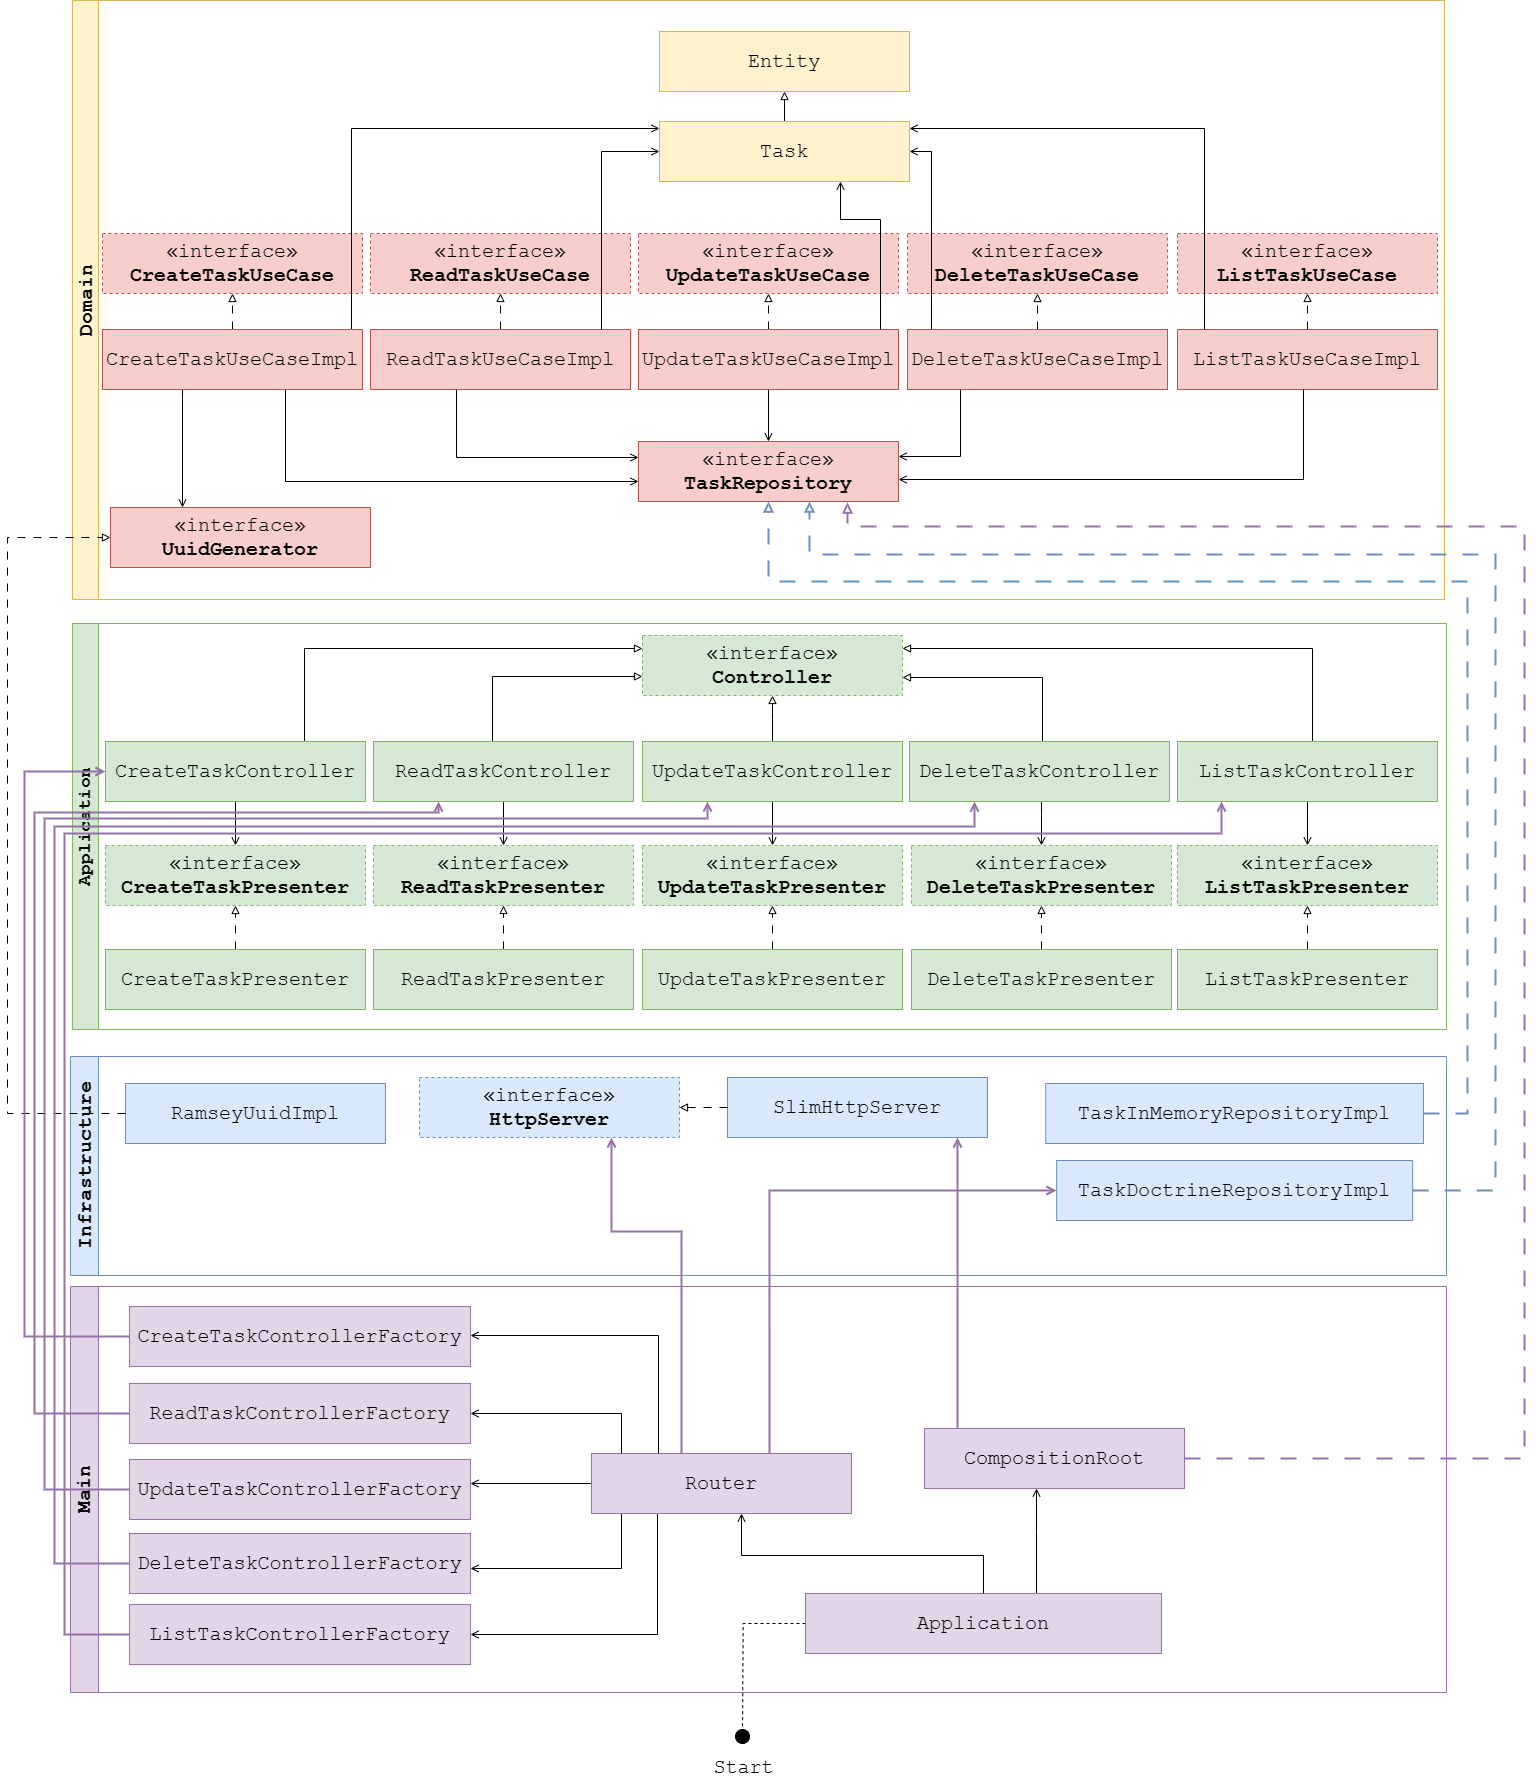 Domain
Entity
Task
«interface»
CreateTaskUseCase
«interface»
ReadTaskUseCase
«interface»
UpdateTaskUseCase
«interface»
DeleteTaskUseCase
«interface»
ListTaskUseCase
CreateTaskUseCaseImpl
ReadTaskUseCaseImpl
UpdateTaskUseCaseImpl
DeleteTaskUseCaseImpl
ListTaskUseCaseImpl
«interface»
TaskRepository
«interface»
UuidGenerator
Application
«interface»
Controller
CreateTaskController
ReadTaskController
UpdateTaskController
DeleteTaskController
ListTaskController
«interface»
CreateTaskPresenter
«interface»
ReadTaskPresenter
«interface»
UpdateTaskPresenter
«interface»
DeleteTaskPresenter
«interface»
ListTaskPresenter
CreateTaskPresenter
ReadTaskPresenter
UpdateTaskPresenter
DeleteTaskPresenter
ListTaskPresenter
Infrastructure
RamseyUuidImpl
«interface»
HttpServer
SlimHttpServer
TaskInMemoryRepositoryImpl
TaskDoctrineRepositoryImpl
Main
CreateTaskControllerFactory
ReadTaskControllerFactory
UpdateTaskControllerFactory
DeleteTaskControllerFactory
ListTaskControllerFactory
Router
CompositionRoot
Application
Start